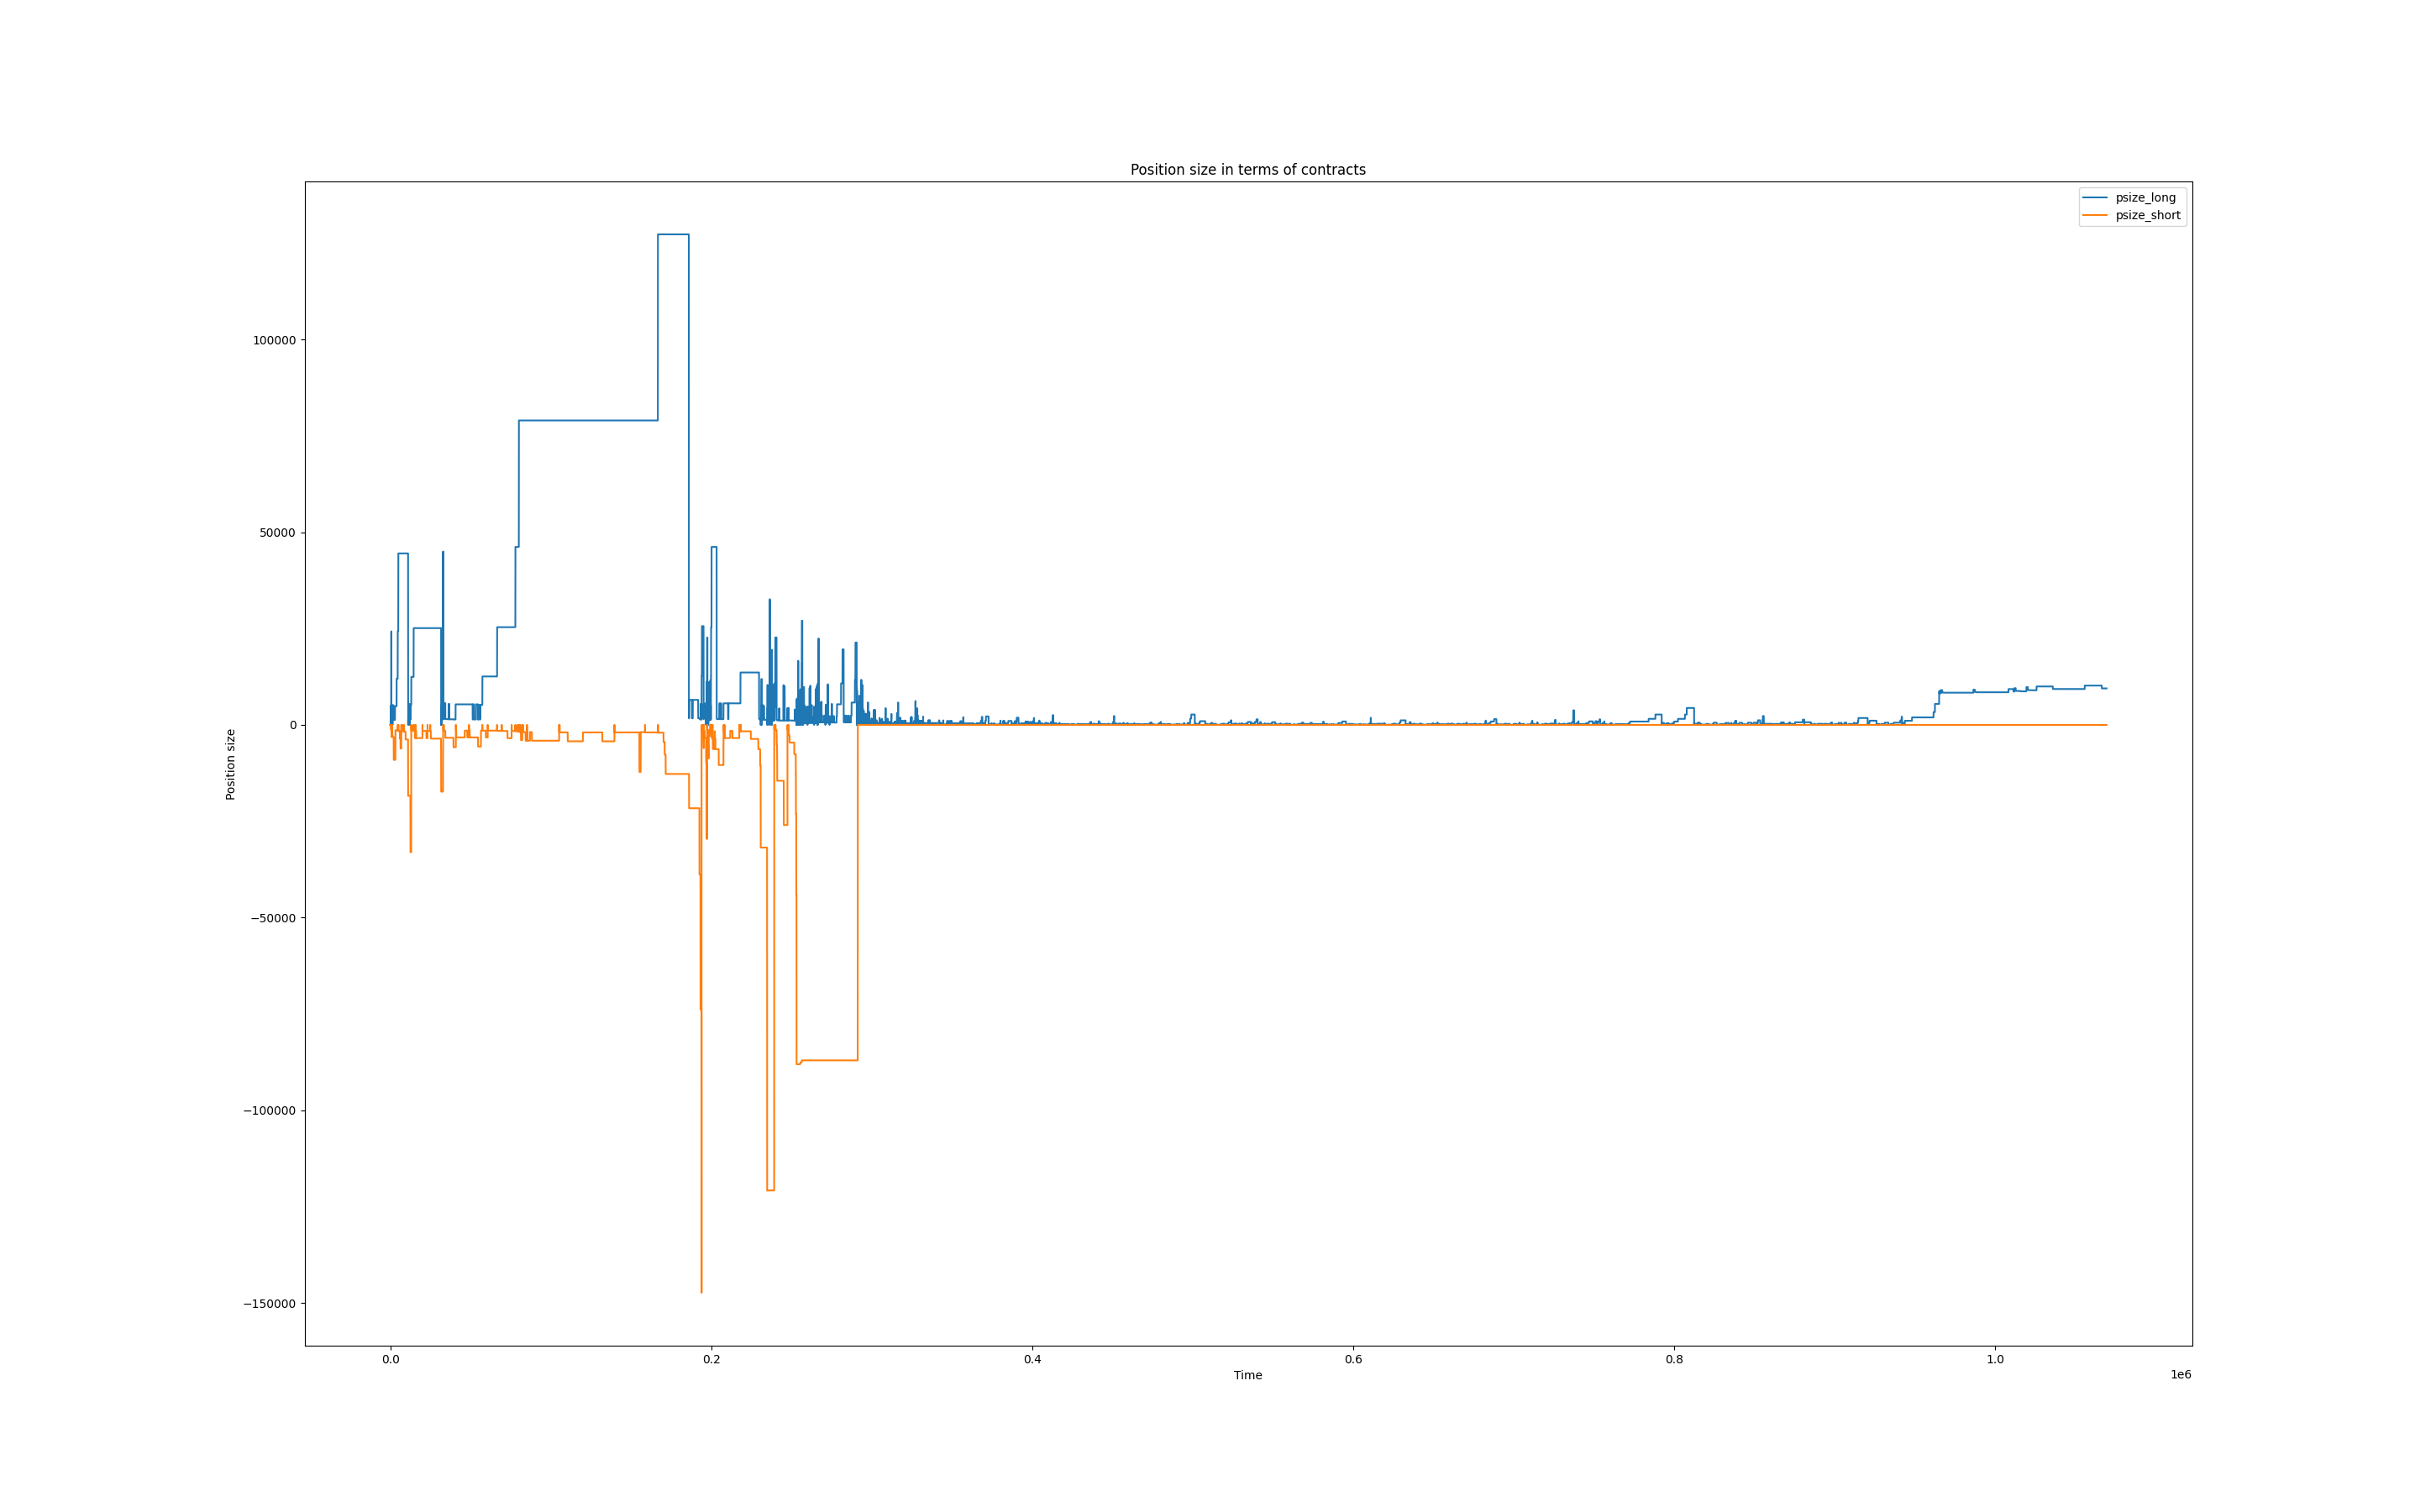 Position size in terms of contracts
psize_long
psize_short
100000
50000
0
−50000
−100000
−150000
Position size
0.0
0.2
0.4
0.6
0.8
1.0
1e6
Time